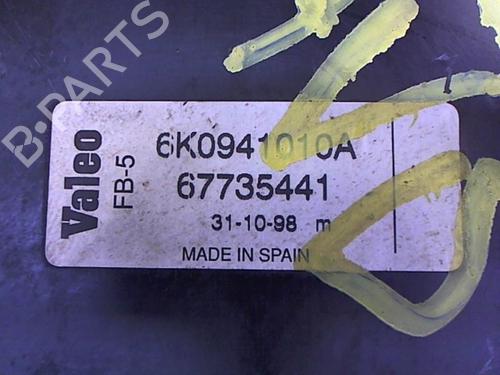 B-PARTS
Valeo
FB-5
6K0941010A
67735441
31-10-98 m
MADE IN SPAIN